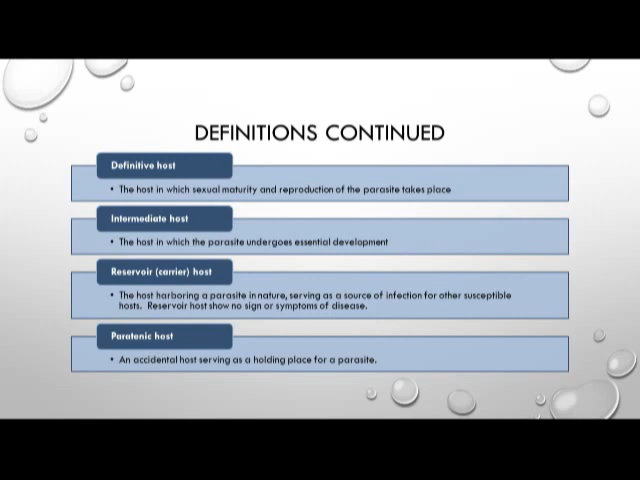 DEFINITIONS CONTINUED
Definitive host
• The host in which sexual maturity and reproduction of the parasite takes place
Intermediate host
• The host in which the parasite undergoes essential development
Reservoir (carrier) host
• The host harboring a parasite in nature, serving as a source of infection for other susceptible
hosts. Reservoir host show no sign or symptoms of disease.
Paratenic host
• An accidental host serving as a holding place for a parasite.